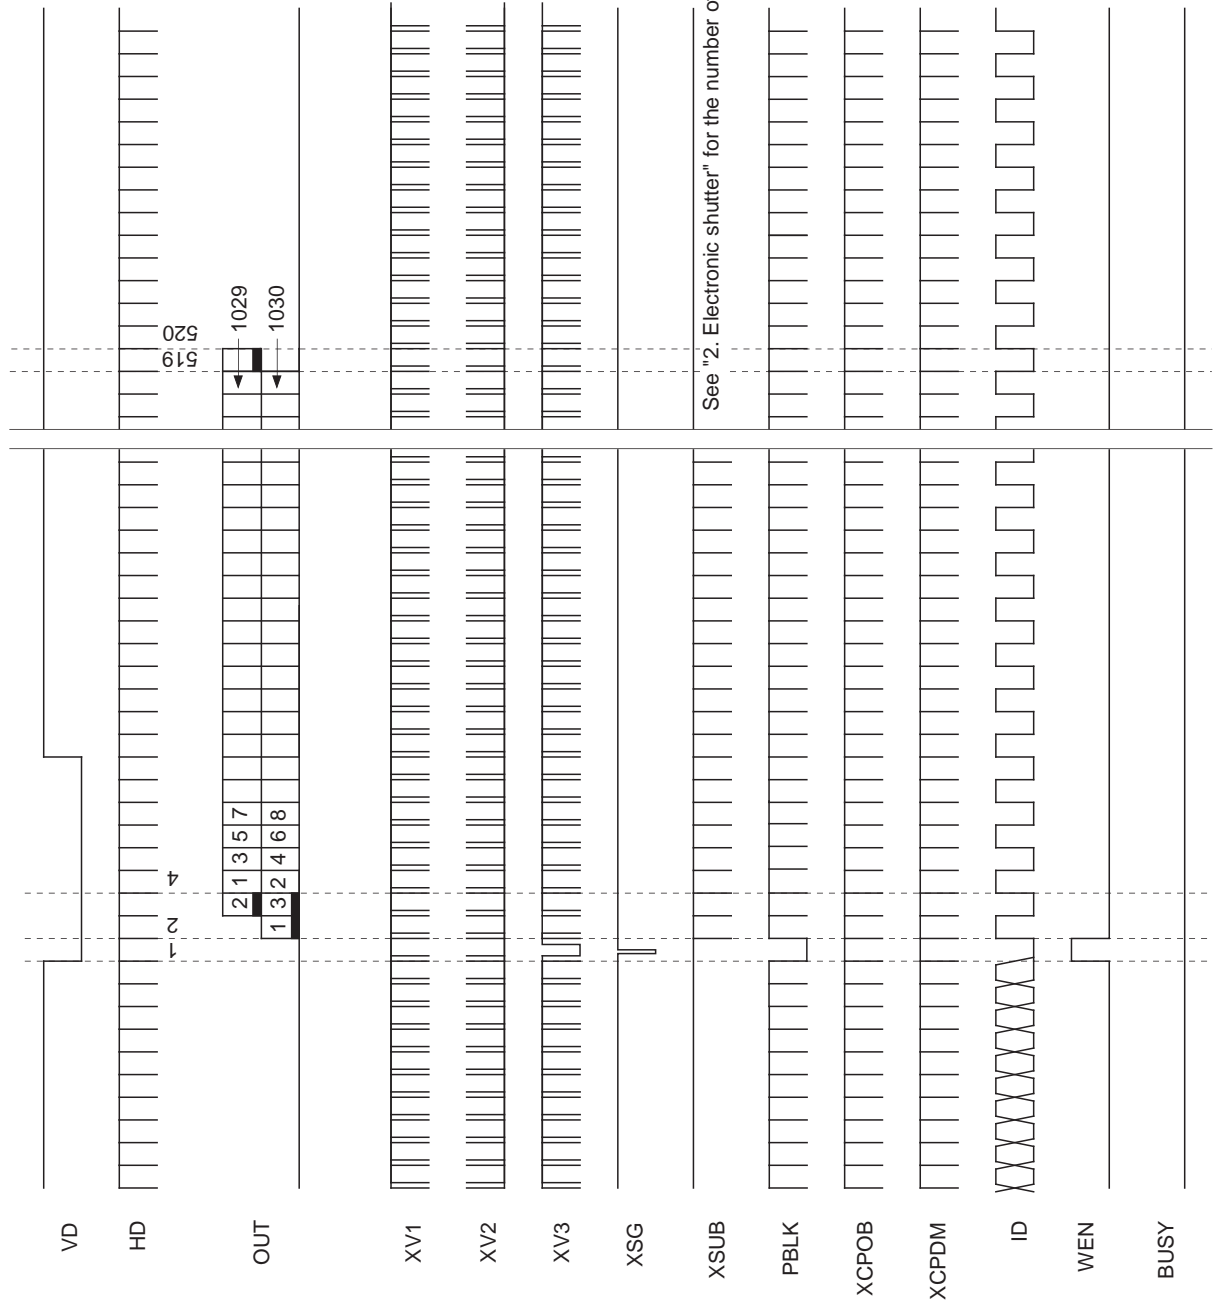 VD
HD
1
2
4
519
520
OUT
2 1 3 5 7
1 3 2 4 6 8
1029
1030
XV1
XV2
XV3
XSG
XSUB
See "2. Electronic shutter" for the number o
PBLK
XCPOB
XCPDM
ID
WEN
BUSY